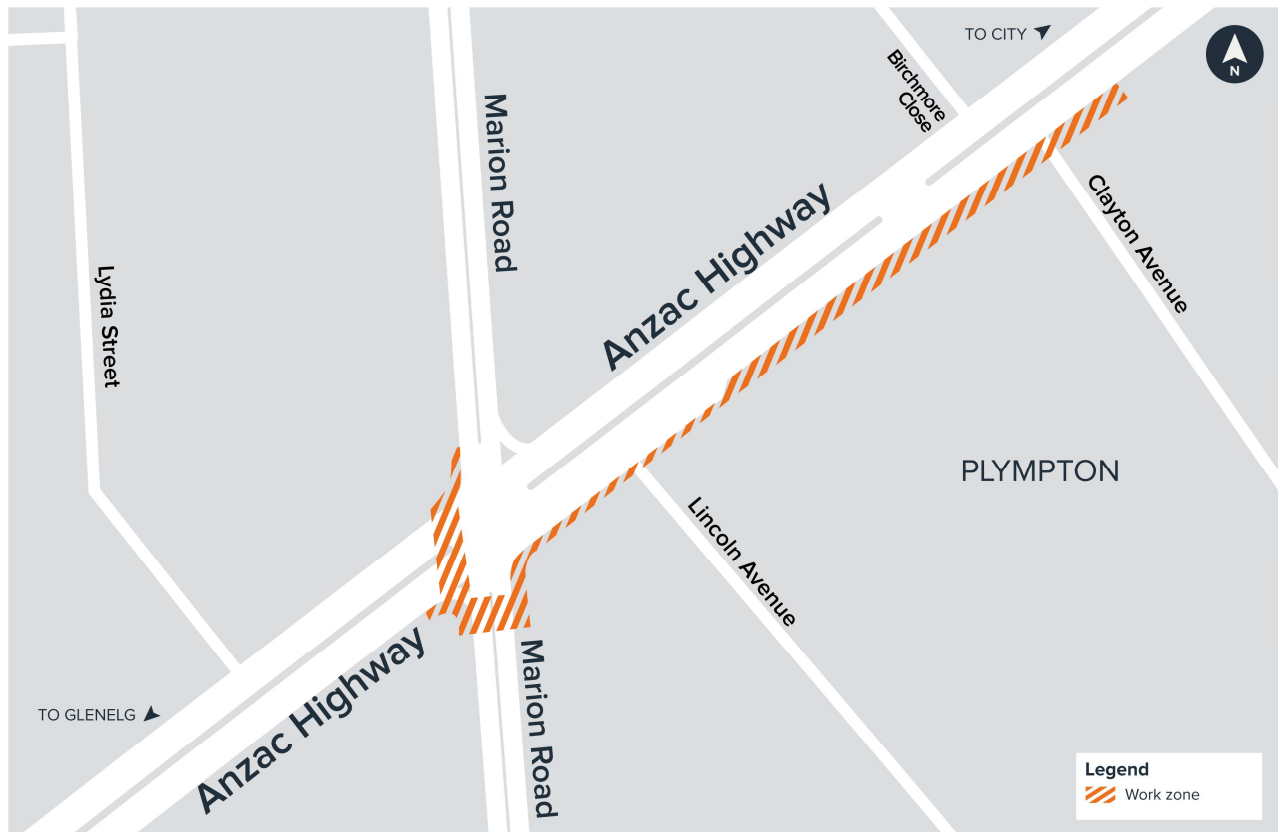 TO CITY
N
Birchmore
Close
Marion Road
Clayton Avenue
Anzac Highway
Lydia Street
PLYMPTON
Lincoln Avenue
Marion Road
Anzac Highway
TO GLENELG
Legend
Work zone